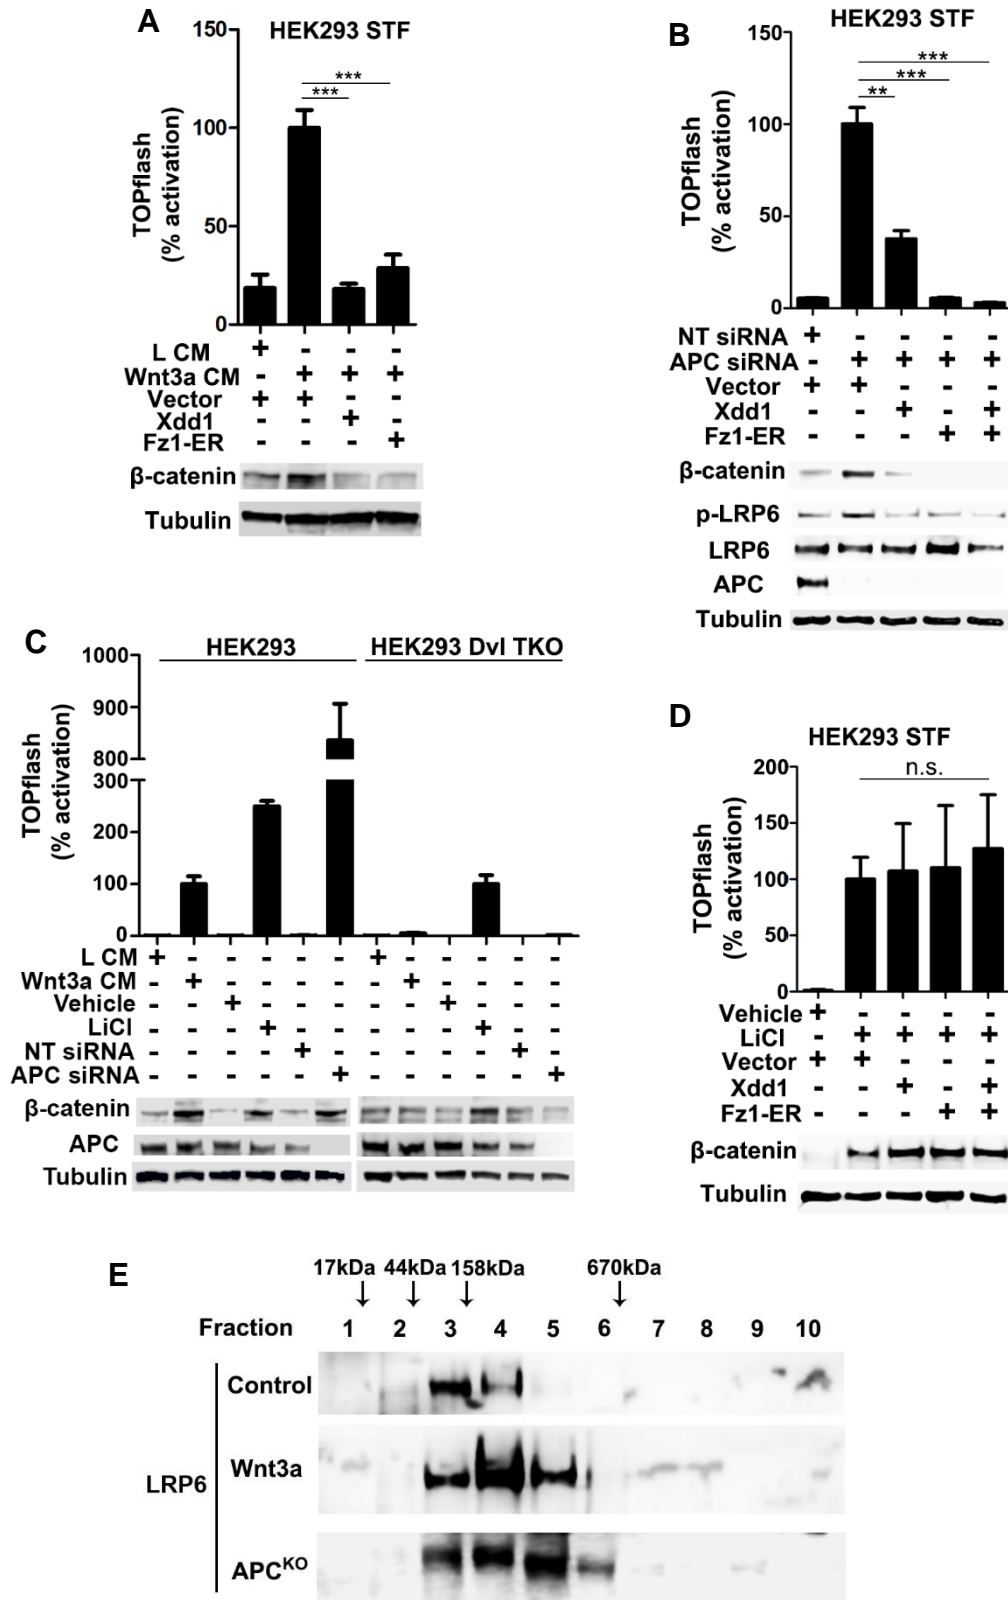 A
HEK293 STF
TOPflash
(% activation)
150
100
50
0
***
***
L CM + - - -
Wnt3a CM - + + +
Vector + + - -
Xdd1 - - + -
Fz1-ER - - - +
β-catenin
Tubulin
B
HEK293 STF
TOPflash
(% activation)
150
100
50
0
***
***
**
NT siRNA + - - - -
APC siRNA - + + + +
Vector + + - - -
Xdd1 - - + - +
Fz1-ER - - - + +
β-catenin
p-LRP6
LRP6
APC
Tubulin
C
HEK293
HEK293 Dvl TKO
TOPflash
(% activation)
1000
900
800
300
200
100
0
L CM + - - - - - + - - - - -
Wnt3a CM - + - - - - - + - - - -
Vehicle - - + - - - - - + - - -
LiCl - - - + - - - - - + - -
NT siRNA - - - - + - - - - - + -
APC siRNA - - - - - + - - - - - +
β-catenin
APC
Tubulin
D
HEK293 STF
TOPflash
(% activation)
200
150
100
50
0
n.s.
Vehicle + - - - -
LiCl - + + + +
Vector + + - - -
Xdd1 - - + - +
Fz1-ER - - - + +
β-catenin
Tubulin
E
17kDa 44kDa 158kDa 670kDa
Fraction 1 2 3 4 5 6 7 8 9 10
LRP6
Control
Wnt3a
APCᴷᴼ